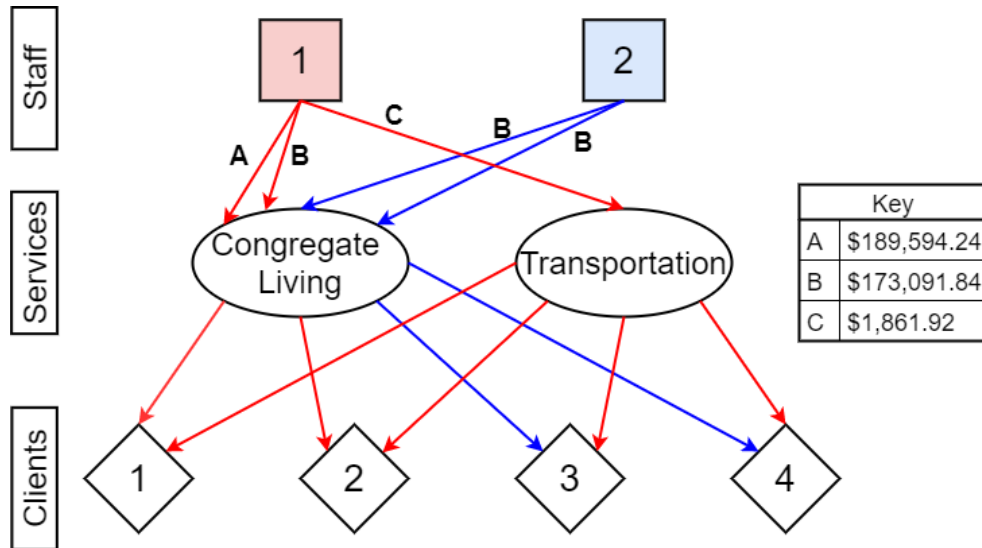 Staff
1
2
A
B
C
B
B
Services
Congregate
Living
Transportation
Key
A $189,594.24
B $173,091.84
C $1,861.92
Clients
1
2
3
4